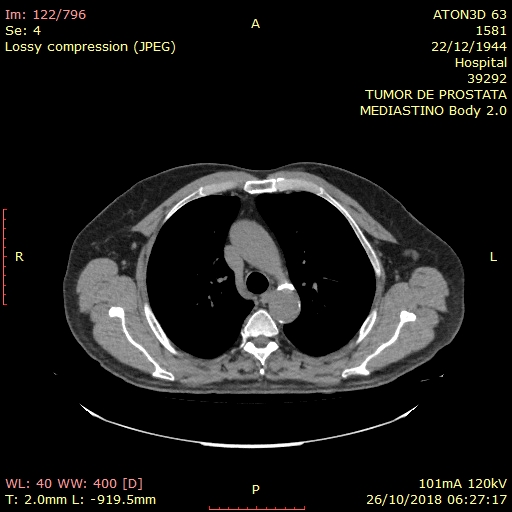 Im: 122/796
Se: 4
Lossy compression (JPEG)
A
ATON3D 63
1581
22/12/1944
Hospital
39292
TUMOR DE PROSTATA
MEDIASTINO Body 2.0
R
L
WL: 40 WW: 400 [D]
T: 2.0mm L: -919.5mm
P
101mA 120kV
26/10/2018 06:27:17